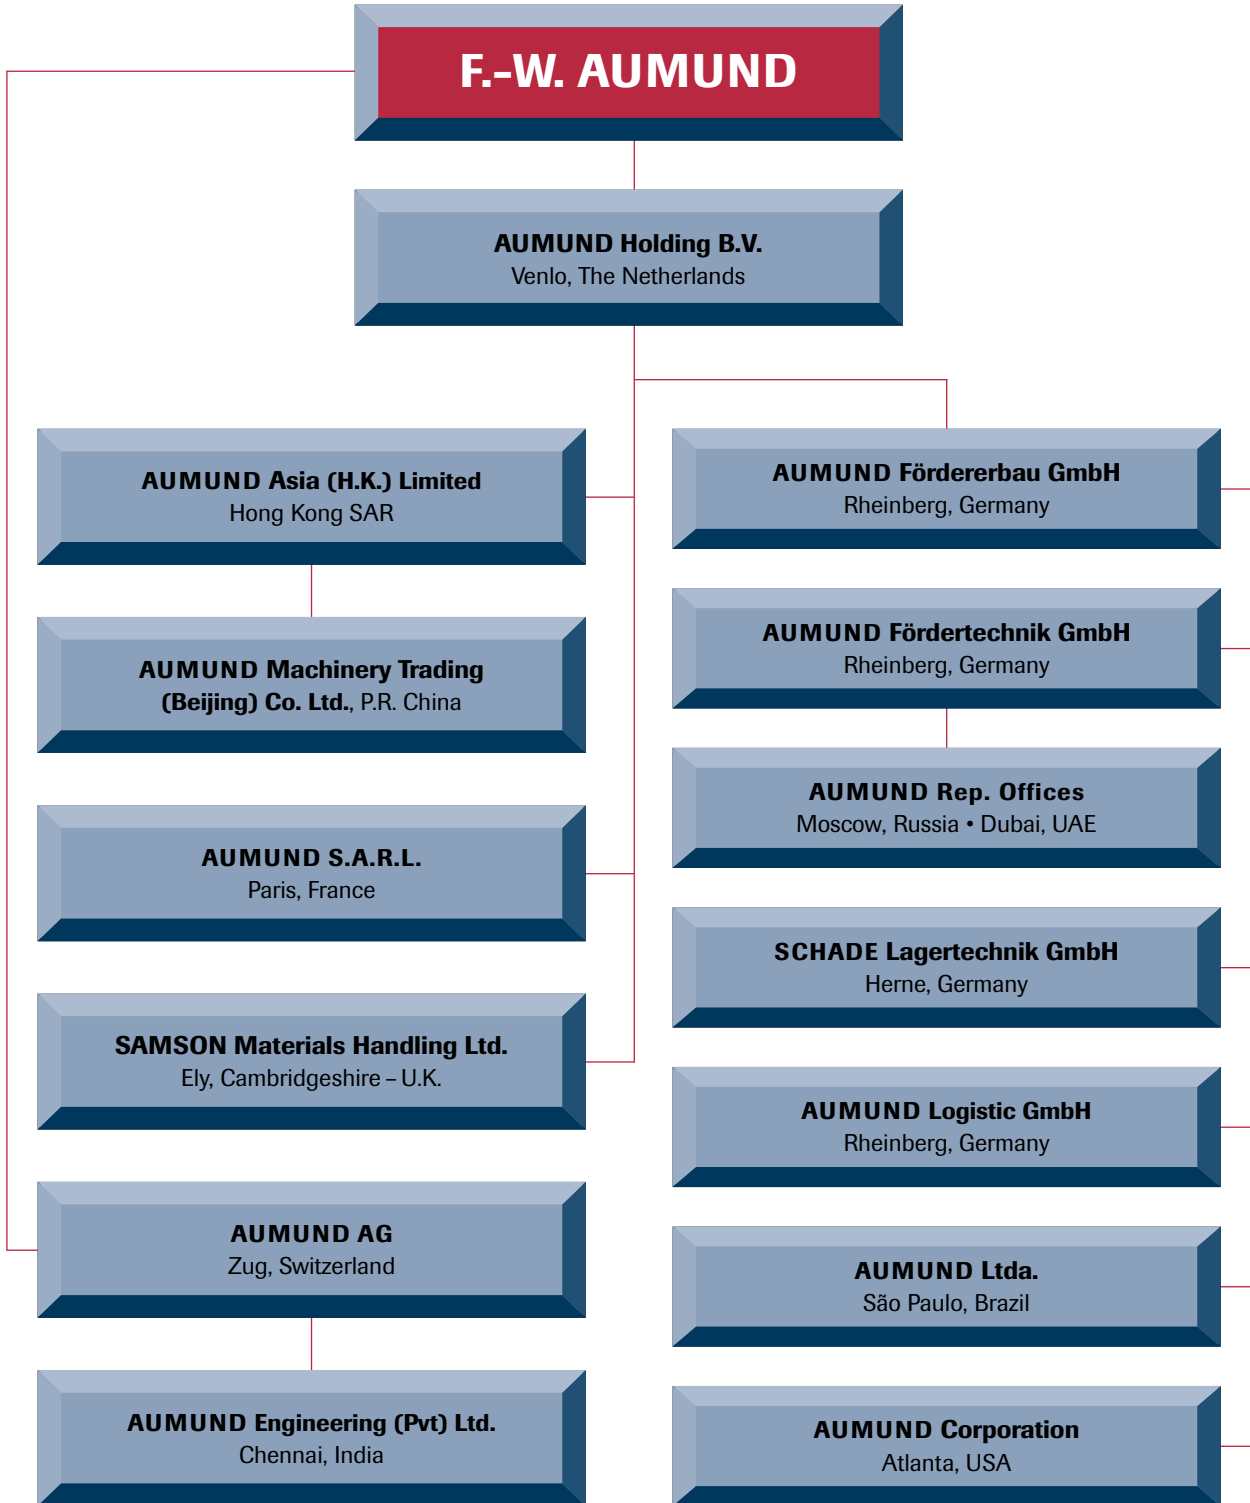 F.-W. AUMUND
AUMUND Holding B.V.
Venlo, The Netherlands
AUMUND Asia (H.K.) Limited
Hong Kong SAR
AUMUND Machinery Trading
(Beijing) Co. Ltd., P.R. China
AUMUND S.A.R.L.
Paris, France
SAMSON Materials Handling Ltd.
Ely, Cambridgeshire – U.K.
AUMUND AG
Zug, Switzerland
AUMUND Engineering (Pvt) Ltd.
Chennai, India
AUMUND Fördererbau GmbH
Rheinberg, Germany
AUMUND Fördertechnik GmbH
Rheinberg, Germany
AUMUND Rep. Offices
Moscow, Russia • Dubai, UAE
SCHADE Lagertechnik GmbH
Herne, Germany
AUMUND Logistic GmbH
Rheinberg, Germany
AUMUND Ltda.
São Paulo, Brazil
AUMUND Corporation
Atlanta, USA